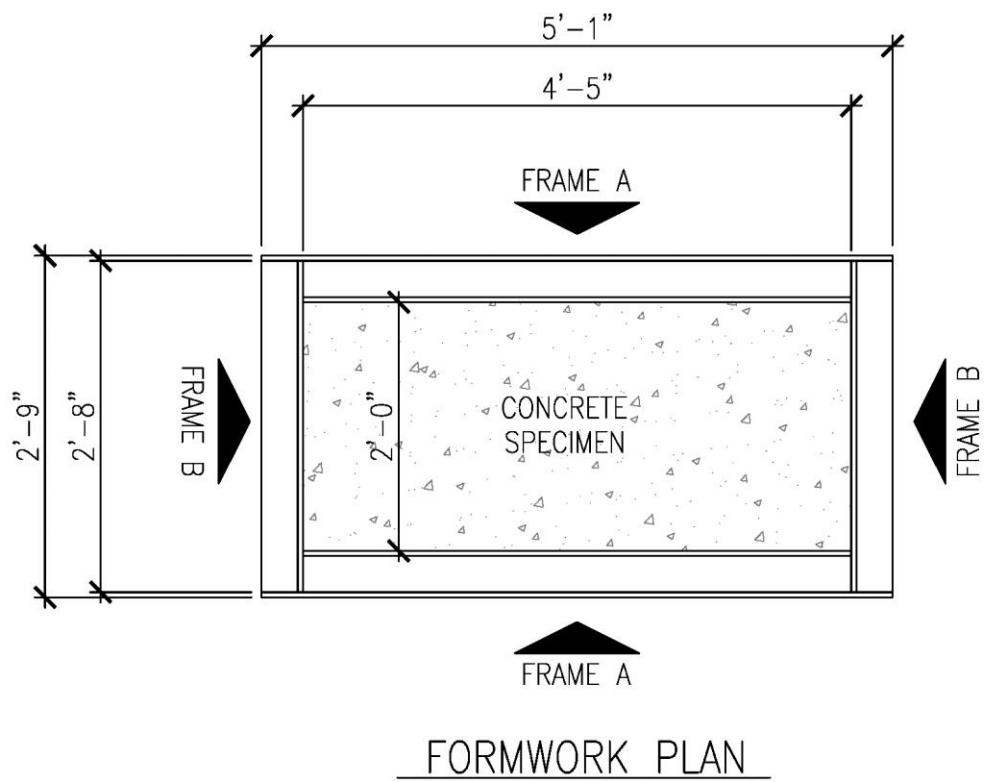 5’-1”
4’-5”
FRAME A
2’-9”
2’-8”
FRAME B
2’-0”
CONCRETE
SPECIMEN
FRAME B
FRAME A
FORMWORK PLAN